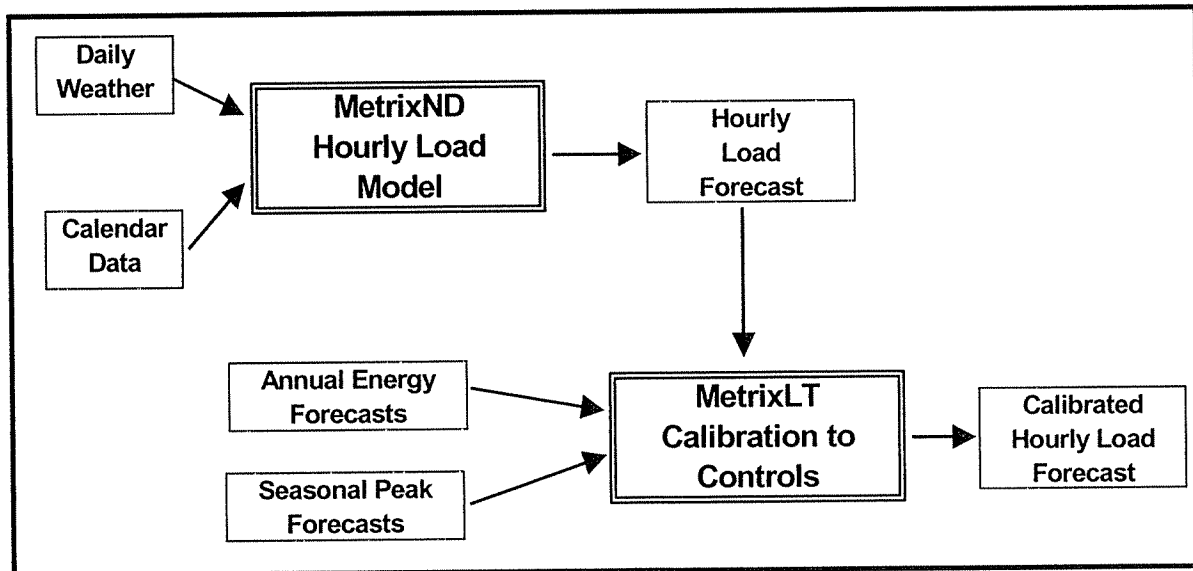 Daily
Weather
MetrixND
Hourly Load
Model
Hourly
Load
Forecast
Calendar
Data
Annual Energy
Forecasts
MetrixLT
Calibration to
Controls
Calibrated
Hourly Load
Forecast
Seasonal Peak
Forecasts